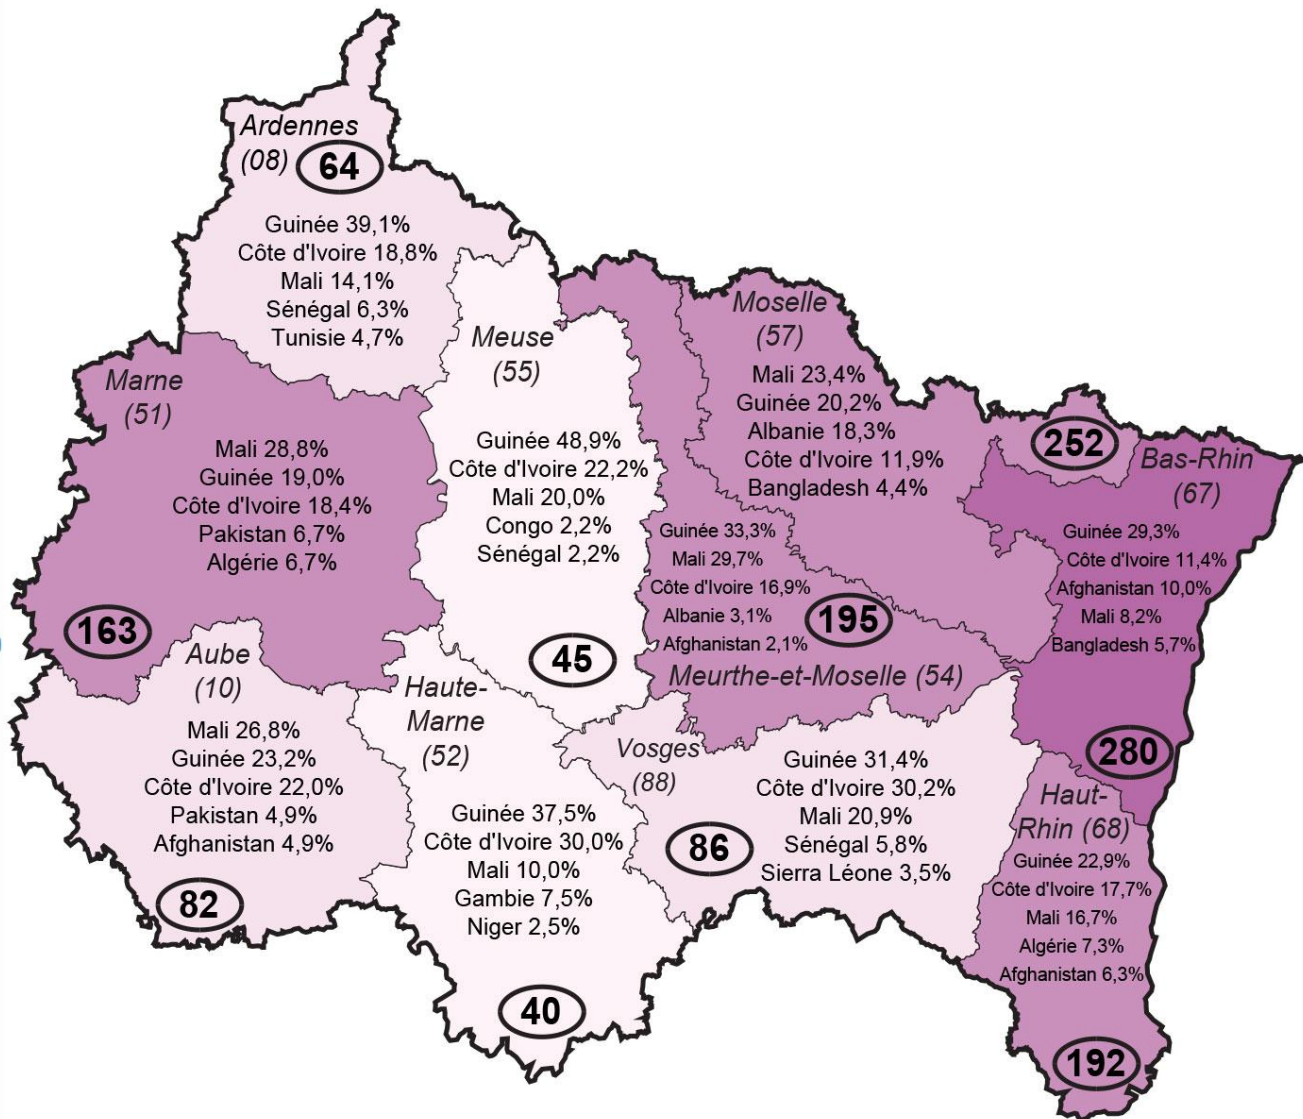 Ardennes
(08)
64
Guinée 39,1%
Côte d'Ivoire 18,8%
Mali 14,1%
Sénégal 6,3%
Tunisie 4,7%
Meuse
(55)
Guinée 48,9%
Côte d'Ivoire 22,2%
Mali 20,0%
Congo 2,2%
Sénégal 2,2%
45
Moselle
(57)
Mali 23,4%
Guinée 20,2%
Albanie 18,3%
Côte d'Ivoire 11,9%
Bangladesh 4,4%
252
Marne
(51)
Mali 28,8%
Guinée 19,0%
Côte d'Ivoire 18,4%
Pakistan 6,7%
Algérie 6,7%
163
Guinée 33,3%
Mali 29,7%
Côte d'Ivoire 16,9%
Albanie 3,1%
Afghanistan 2,1%
195
Meurthe-et-Moselle (54)
Bas-Rhin
(67)
Guinée 29,3%
Côte d'Ivoire 11,4%
Afghanistan 10,0%
Mali 8,2%
Bangladesh 5,7%
280
Aube
(10)
Mali 26,8%
Guinée 23,2%
Côte d'Ivoire 22,0%
Pakistan 4,9%
Afghanistan 4,9%
82
Haute-
Marne
(52)
Guinée 37,5%
Côte d'Ivoire 30,0%
Mali 10,0%
Gambie 7,5%
Niger 2,5%
40
Vosges
(88)
Guinée 31,4%
Côte d'Ivoire 30,2%
Mali 20,9%
Sénégal 5,8%
Sierra Léone 3,5%
86
Haut-
Rhin (68)
Guinée 22,9%
Côte d'Ivoire 17,7%
Mali 16,7%
Algérie 7,3%
Afghanistan 6,3%
192